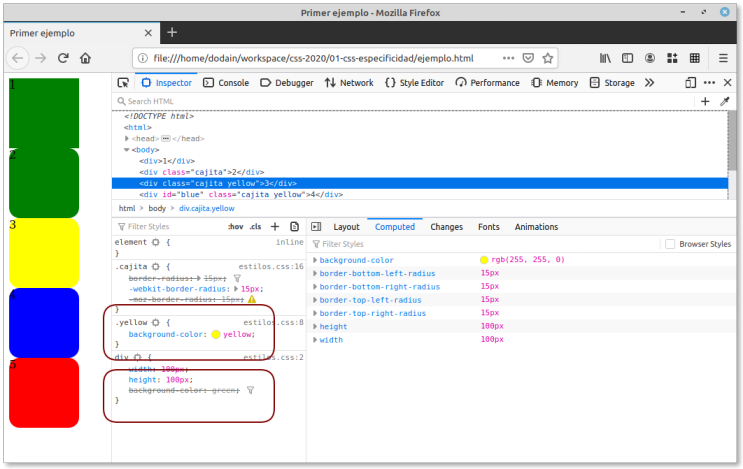 Primer ejemplo - Mozilla Firefox
Primer ejemplo
file:///home/dodain/workspace/css-2020/01-css-especificidad/ejemplo.html
Inspector Console Debugger Network Style Editor Performance Memory Storage
Search HTML
<!DOCTYPE html>
<html>
<head> </head>
<body>
<div>1</div>
<div class="cajita">2</div>
<div class="cajita yellow">3</div>
<div id="blue" class="cajita yellow">4</div>
html > body > div.cajita.yellow
Filter Styles :hov .cls
Layout Computed Changes Fonts Animations
Filter Styles Browser Styles
element { inline
}
.cajita { estilos.css:16
border-radius: 15px;
-webkit-border-radius: 15px;
-moz-border-radius: 15px;
}
.yellow { estilos.css:8
background-color: yellow;
}
div { estilos.css:2
width: 100px;
height: 100px;
background-color: green;
}
background-color rgb(255, 255, 0)
border-bottom-left-radius 15px
border-bottom-right-radius 15px
border-top-left-radius 15px
border-top-right-radius 15px
height 100px
width 100px
1
2
3
4
5